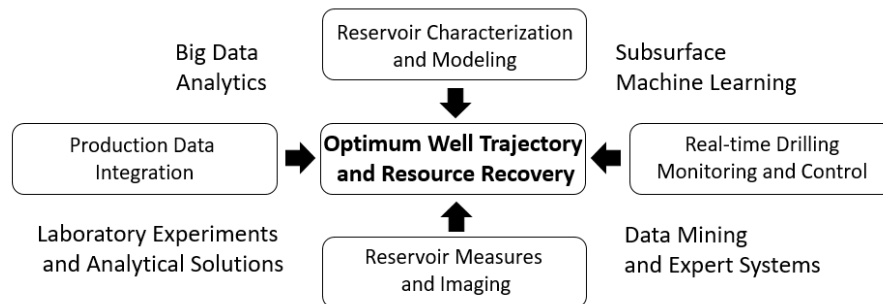 Reservoir Characterization
and Modeling
Big Data
Analytics
Subsurface
Machine Learning
Production Data
Integration
Optimum Well Trajectory
and Resource Recovery
Real-time Drilling
Monitoring and Control
Laboratory Experiments
and Analytical Solutions
Reservoir Measures
and Imaging
Data Mining
and Expert Systems